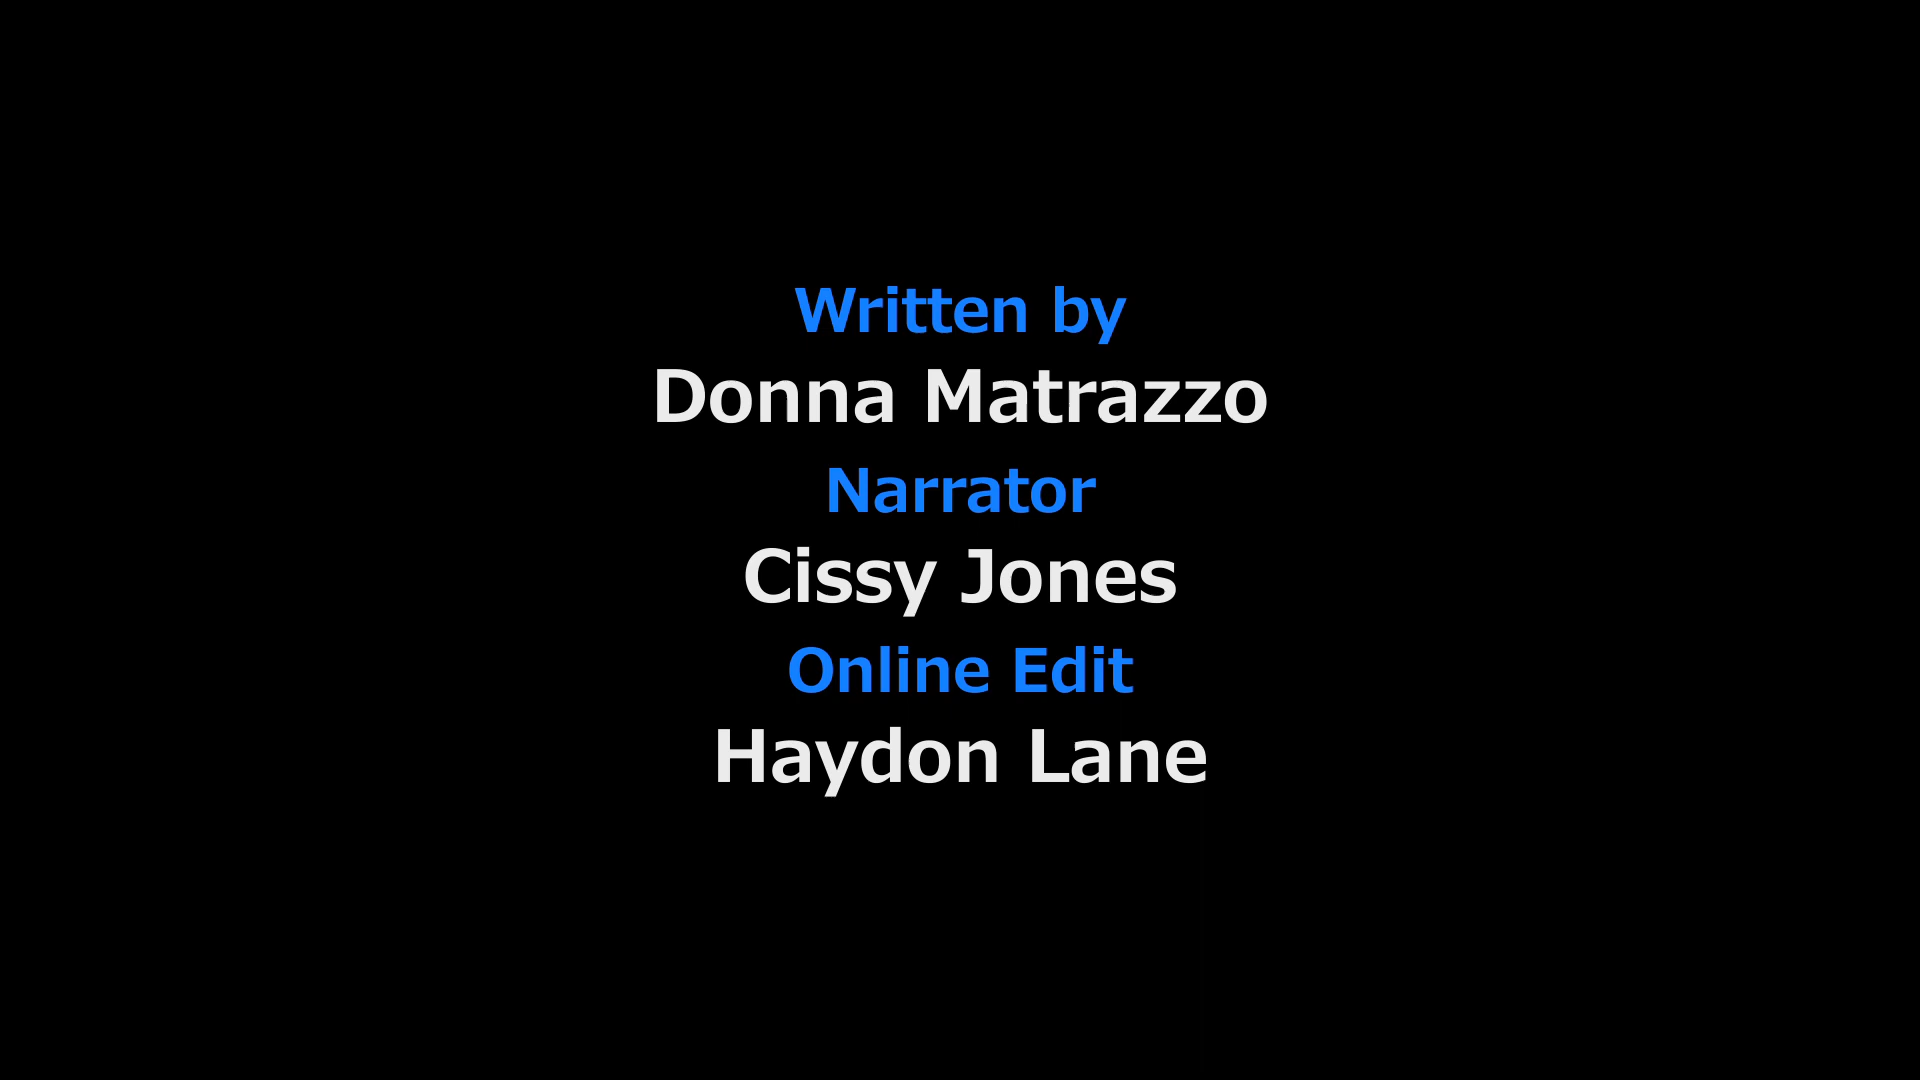 Written by
Donna Matrazzo
Narrator
Cissy Jones
Online Edit
Haydon Lane